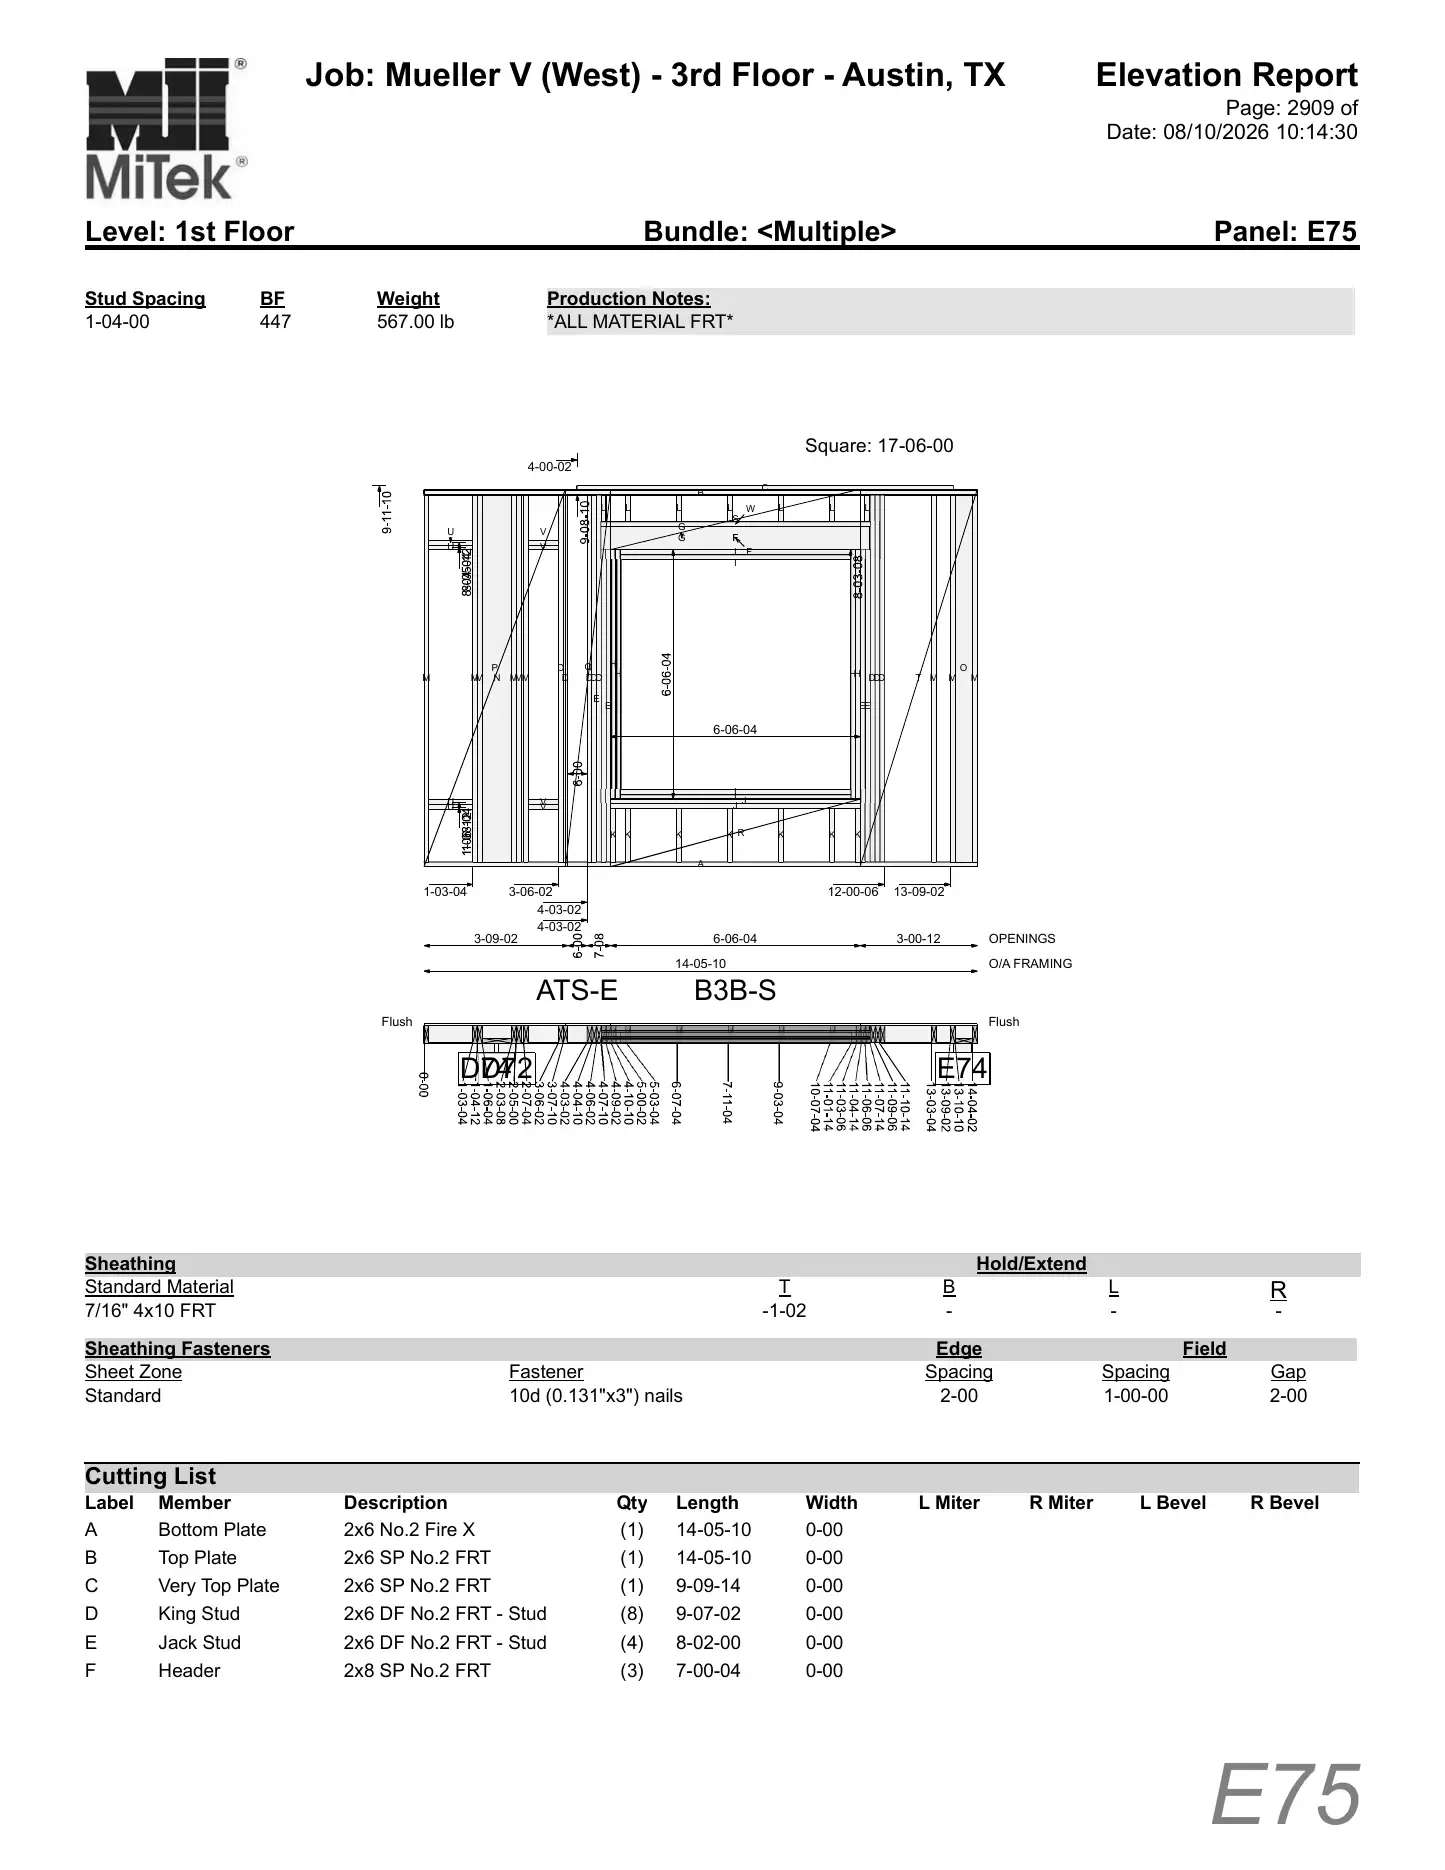 MiTek®
Job: Mueller V (West) - 3rd Floor - Austin, TX
Elevation Report
Page: 2909 of
Date: 08/10/2026 10:14:30
Level: 1st Floor Bundle: <Multiple> Panel: E75
Stud Spacing BF Weight Production Notes:
1-04-00 447 567.00 lb *ALL MATERIAL FRT*
Square: 17-06-00
4-00-02
9-11-10
9-08-10
8-03-08
6-06-04
6-06-04
6-00
1-03-04 3-06-02 12-00-06 13-09-02
4-03-02
4-03-02
3-09-02 6-00 7-08 6-06-04 3-00-12 OPENINGS
14-05-10 O/A FRAMING
ATS-E B3B-S
Flush Flush
E74
0-00 1-03-04 1-04-12 1-06-04 2-03-08 2-05-00 2-07-04 3-06-02 3-07-10 4-03-02 4-04-10 4-06-02 4-07-10 4-09-02 4-10-10 5-00-02 5-03-04 6-07-04 7-11-04 9-03-04 10-07-04 11-01-14 11-03-06 11-04-14 11-06-06 11-07-14 11-09-06 11-10-14 13-03-04 13-09-02 13-10-10 14-04-02
Sheathing Hold/Extend
Standard Material T B L R
7/16" 4x10 FRT -1-02 - - -
Sheathing Fasteners Edge Field
Sheet Zone Fastener Spacing Spacing Gap
Standard 10d (0.131"x3") nails 2-00 1-00-00 2-00
Cutting List
Label Member Description Qty Length Width L Miter R Miter L Bevel R Bevel
A Bottom Plate 2x6 No.2 Fire X (1) 14-05-10 0-00
B Top Plate 2x6 SP No.2 FRT (1) 14-05-10 0-00
C Very Top Plate 2x6 SP No.2 FRT (1) 9-09-14 0-00
D King Stud 2x6 DF No.2 FRT - Stud (8) 9-07-02 0-00
E Jack Stud 2x6 DF No.2 FRT - Stud (4) 8-02-00 0-00
F Header 2x8 SP No.2 FRT (3) 7-00-04 0-00
E75